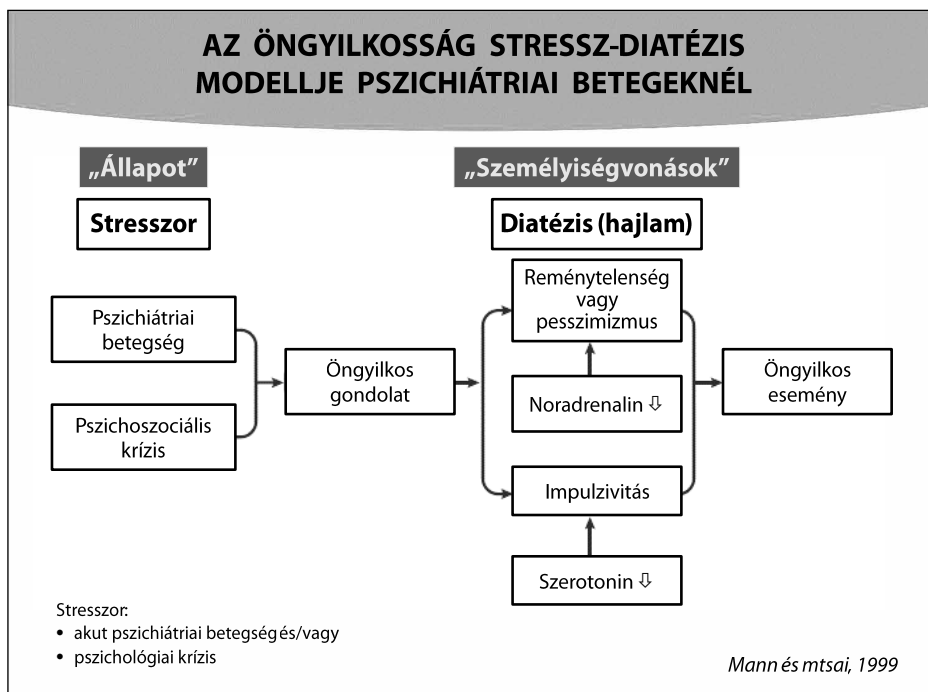 AZ ÖNGYILKOSSÁG STRESSZ-DIATÉZIS
MODELLJE PSZICHIÁTRIAI BETEGEKNÉL
„Állapot”
„Személyiségvonások”
Stresszor
Diatézis (hajlam)
Pszichiátriai
betegség
Pszichoszociális
krízis
Öngyilkos
gondolat
Reménytelenség
vagy
pesszimizmus
Noradrenalin ⇩
Impulzivitás
Szerotonin ⇩
Öngyilkos
esemény
Stresszor:
• akut pszichiátriai betegség és/vagy
• pszichológiai krízis
Mann és mtsai, 1999